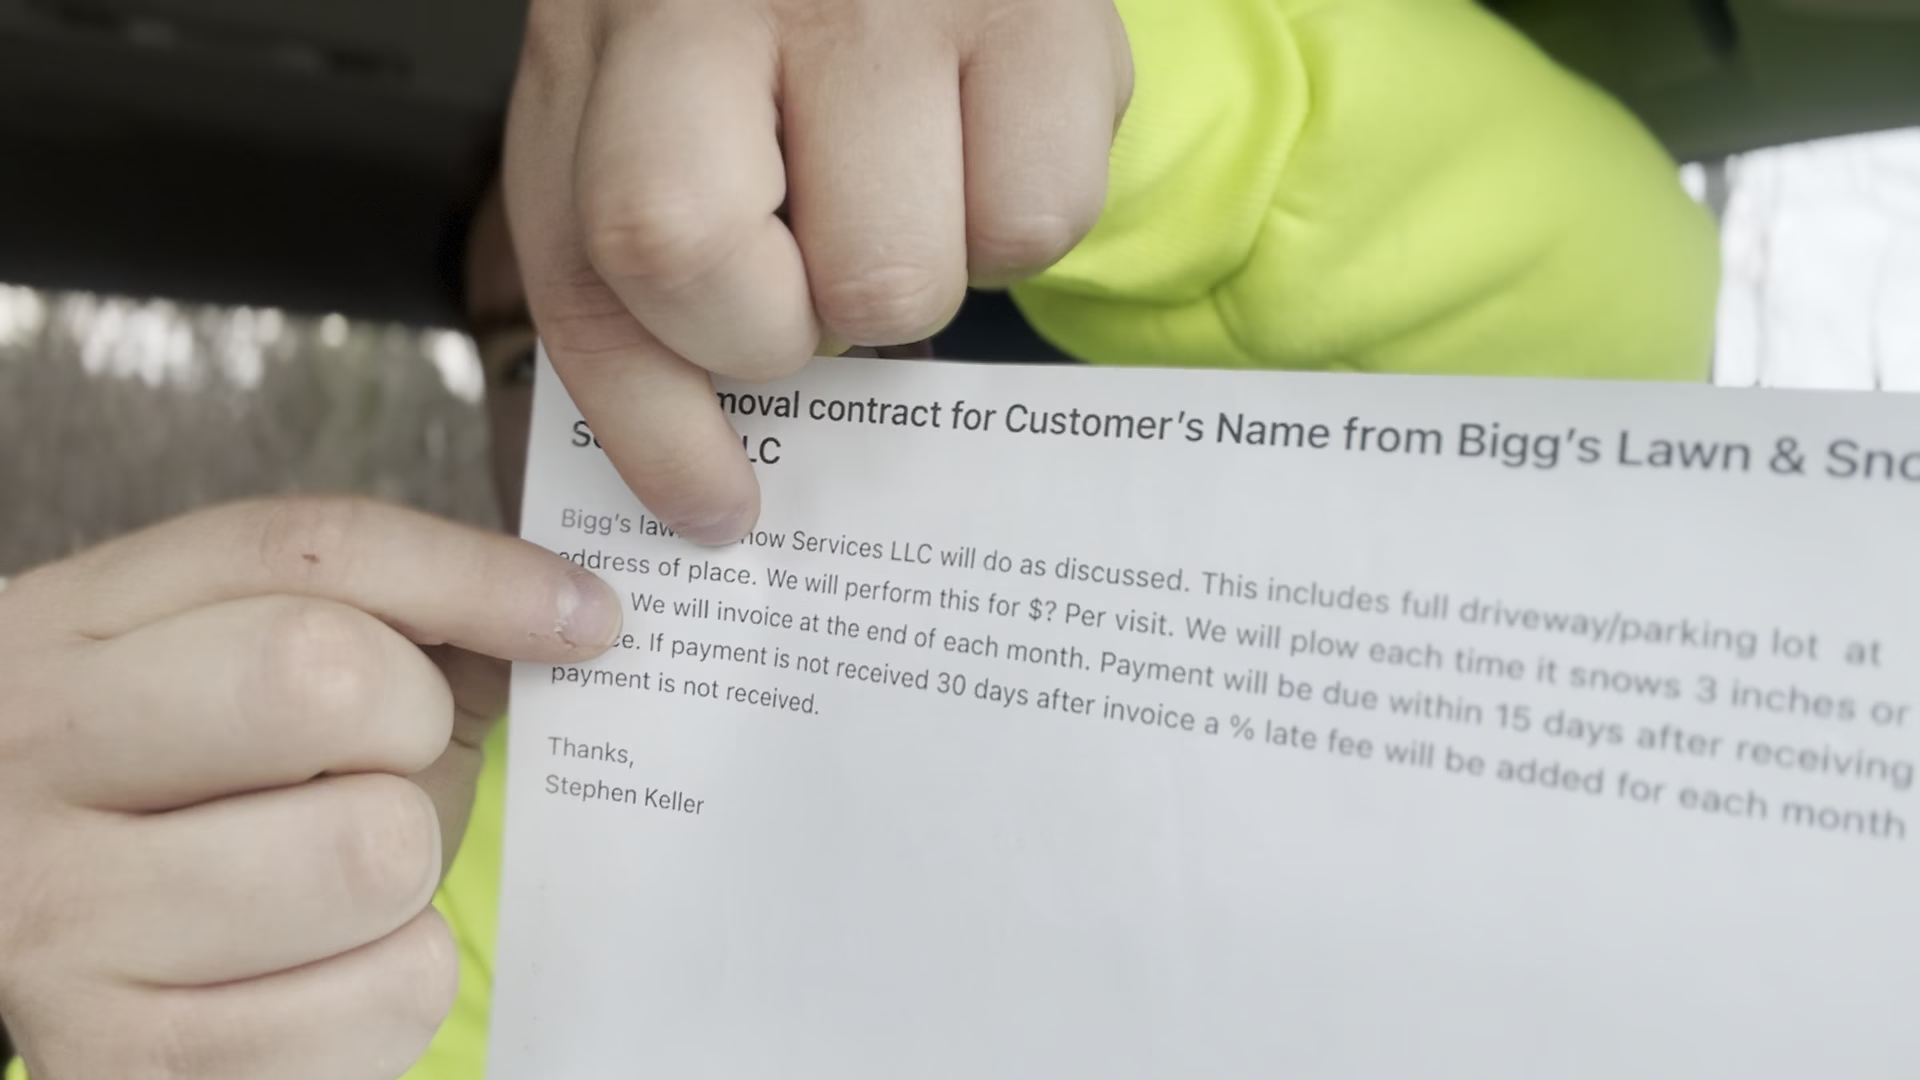 moval contract for Customer's Name from Bigg's Lawn & Sno
LC
Bigg's law now Services LLC will do as discussed. This includes full driveway/parking lot at
address of place. We will perform this for $? Per visit. We will plow each time it snows 3 inches or
We will invoice at the end of each month. Payment will be due within 15 days after receiving
ce. If payment is not received 30 days after invoice a % late fee will be added for each month
payment is not received.
Thanks,
Stephen Keller